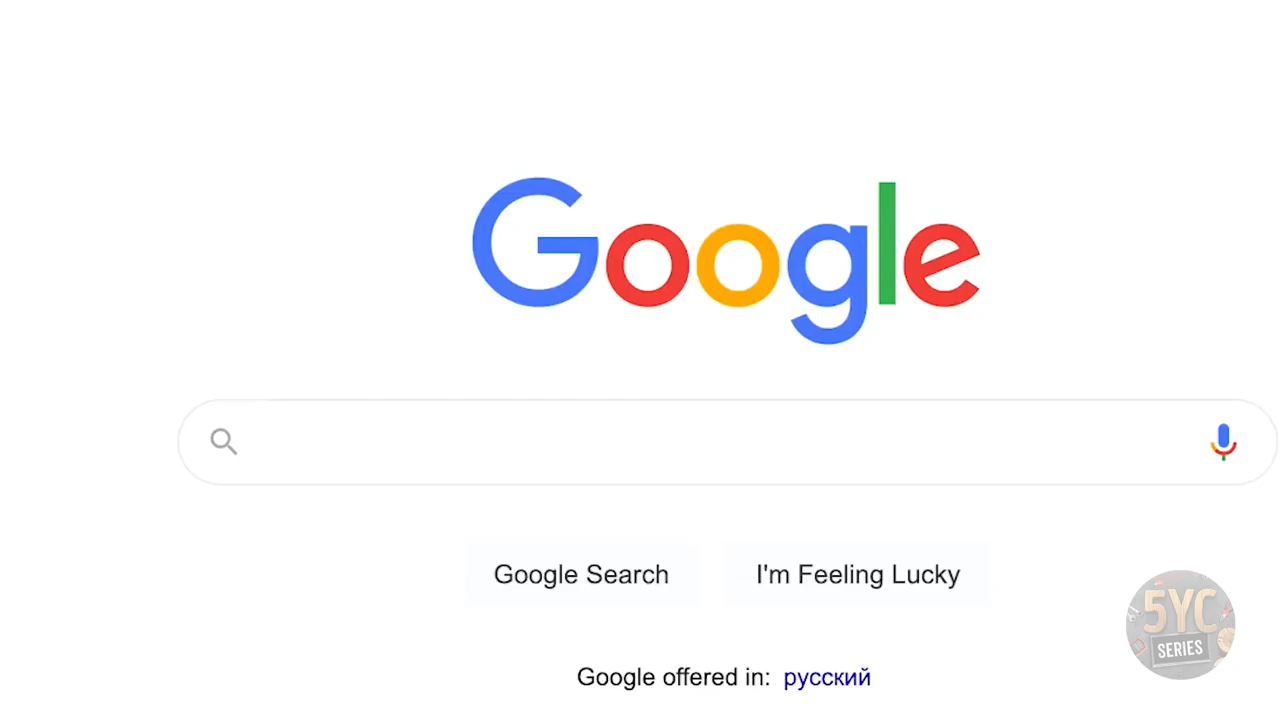 Google
Google Search
I'm Feeling Lucky
Google offered in: русский
5YC
SERIES